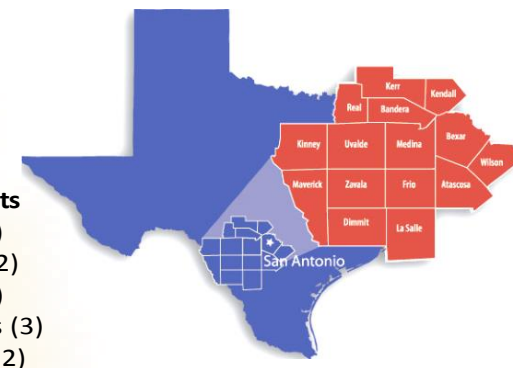 Kerr
Kendall
Real
Bandera
Kinney
Uvalde
Medina
Bexar
Wilson
Maverick
Zavala
Frio
Atascosa
Dimmit
La Salle
San Antonio
ts
)
2)
)
s (3)
2)